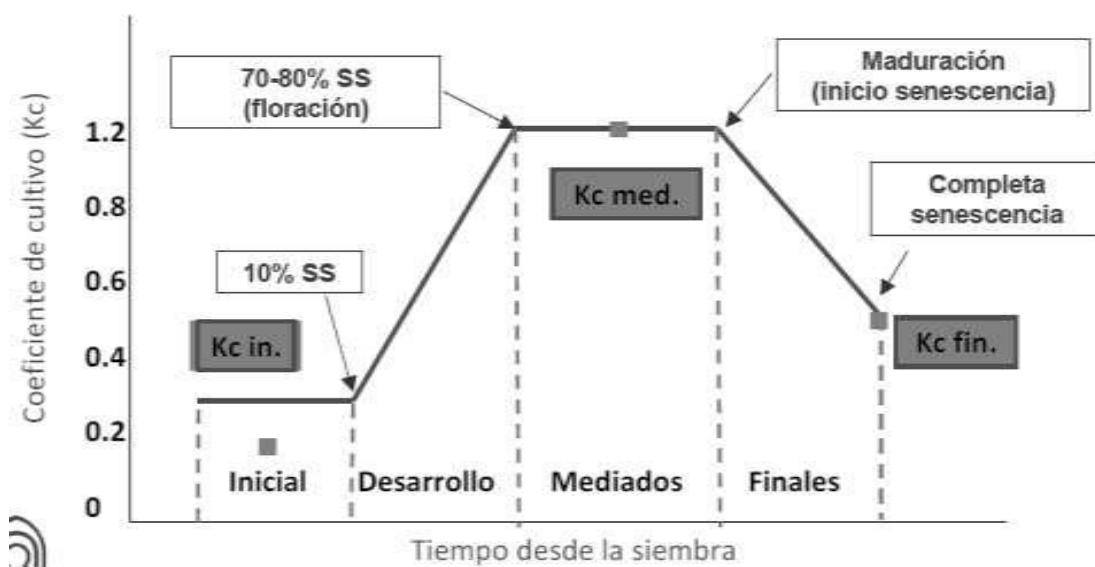 Coeficiente de cultivo (Kc)
1.2
0.8
0.6
0.4
0.2
0
70-80% SS
(floración)
Maduración
(inicio senescencia)
Completa
senescencia
10% SS
Kc in.
Kc med.
Kc fin.
Inicial
Desarrollo
Mediados
Finales
Tiempo desde la siembra